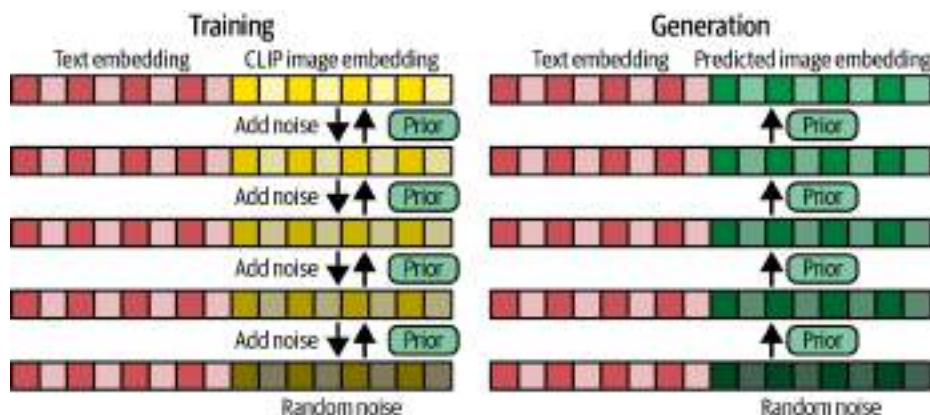 Training
Text embedding CLIP image embedding
Add noise Prior
Add noise Prior
Add noise Prior
Add noise Prior
Random noise
Generation
Text embedding Predicted image embedding
Prior
Prior
Prior
Prior
Random noise